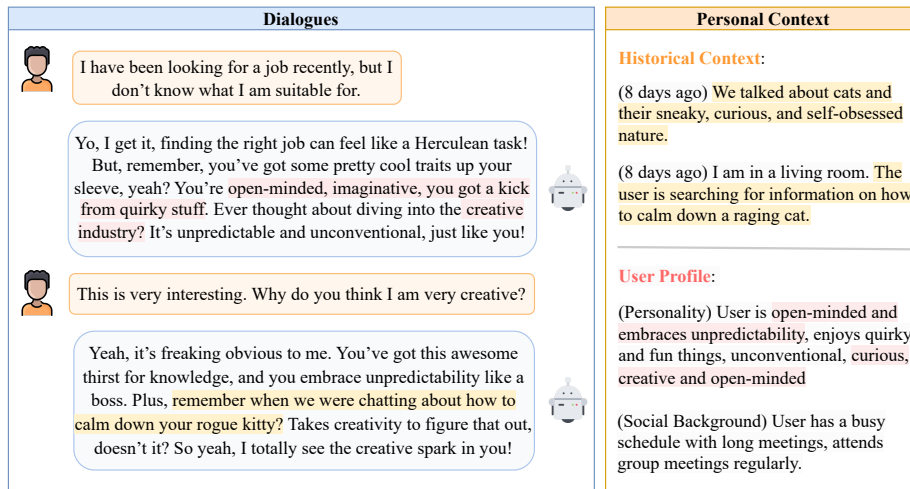 Dialogues
I have been looking for a job recently, but I
don't know what I am suitable for.
Yo, I get it, finding the right job can feel like a Herculean task!
But, remember, you've got some pretty cool traits up your
sleeve, yeah? You're open-minded, imaginative, you got a kick
from quirky stuff. Ever thought about diving into the creative
industry? It's unpredictable and unconventional, just like you!
This is very interesting. Why do you think I am very creative?
Yeah, it's freaking obvious to me. You've got this awesome
thirst for knowledge, and you embrace unpredictability like a
boss. Plus, remember when we were chatting about how to
calm down your rogue kitty? Takes creativity to figure that out,
doesn't it? So yeah, I totally see the creative spark in you!
Personal Context
Historical Context:
(8 days ago) We talked about cats and
their sneaky, curious, and self-obsessed
nature.
(8 days ago) I am in a living room. The
user is searching for information on how
to calm down a raging cat.
User Profile:
(Personality) User is open-minded and
embraces unpredictability, enjoys quirky
and fun things, unconventional, curious,
creative and open-minded
(Social Background) User has a busy
schedule with long meetings, attends
group meetings regularly.